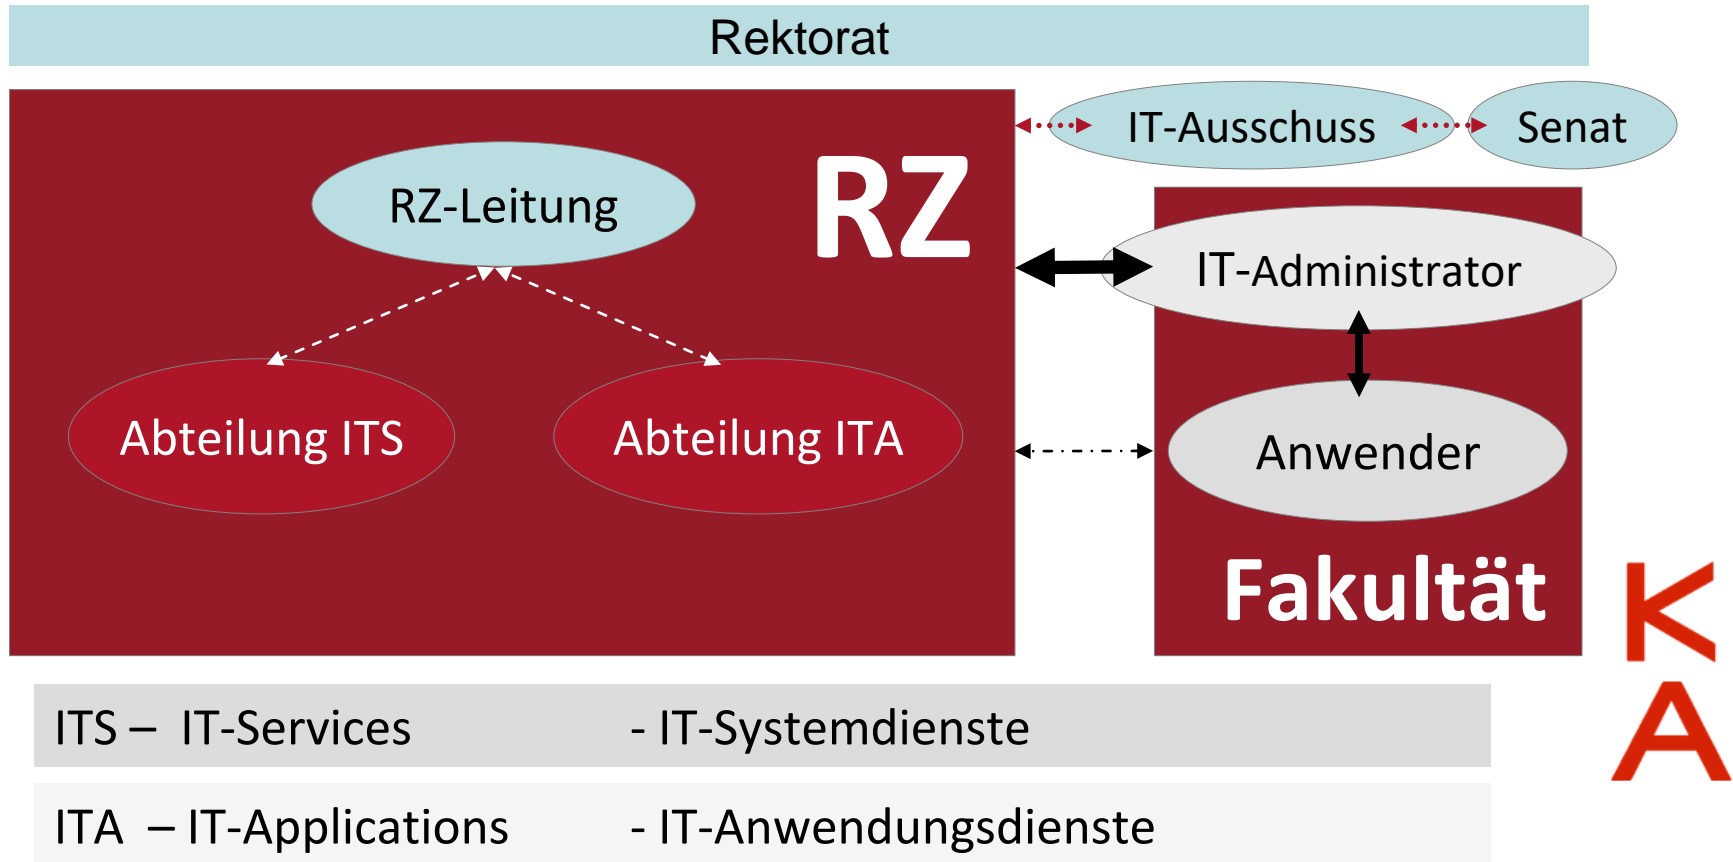 Rektorat
IT-Ausschuss
Senat
RZ-Leitung
RZ
IT-Administrator
Abteilung ITS
Abteilung ITA
Anwender
Fakultät
K
A
ITS – IT-Services - IT-Systemdienste
ITA – IT-Applications - IT-Anwendungsdienste